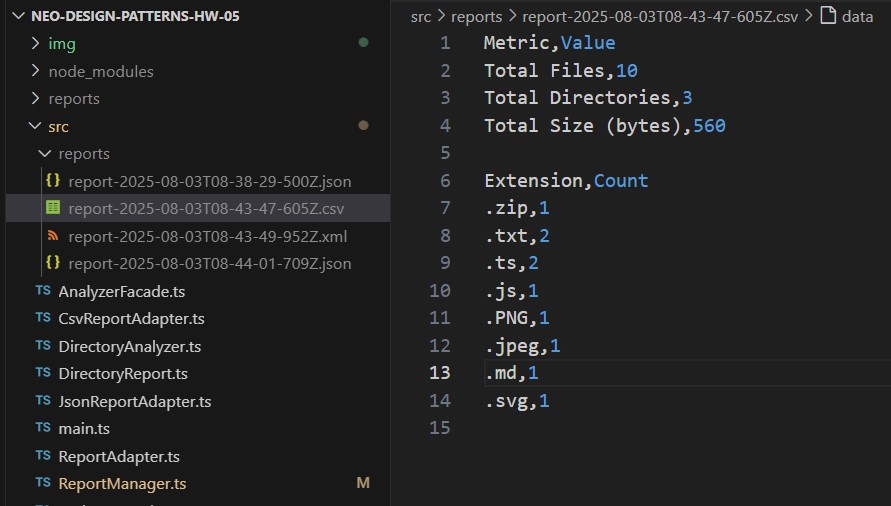 NEO-DESIGN-PATTERNS-HW-05
img
node_modules
reports
src
reports
report-2025-08-03T08-38-29-500Z.json
report-2025-08-03T08-43-47-605Z.csv
report-2025-08-03T08-43-49-952Z.xml
report-2025-08-03T08-44-01-709Z.json
TS AnalyzerFacade.ts
TS CsvReportAdapter.ts
TS DirectoryAnalyzer.ts
TS DirectoryReport.ts
TS JsonReportAdapter.ts
TS main.ts
TS ReportAdapter.ts
TS ReportManager.ts M
src > reports > report-2025-08-03T08-43-47-605Z.csv > data
1 Metric,Value
2 Total Files,10
3 Total Directories,3
4 Total Size (bytes),560
5
6 Extension,Count
7 .zip,1
8 .txt,2
9 .ts,2
10 .js,1
11 .PNG,1
12 .jpeg,1
13 .md,1
14 .svg,1
15